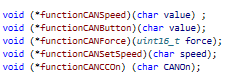 void (*functionCANSpeed)(char value) ;
void (*functionCANButton)(char value);
void (*functionCANForce)(uint16_t force);
void (*functionCANSetSpeed)(char speed);
void (*functionCANCCOn) (char CANOn);